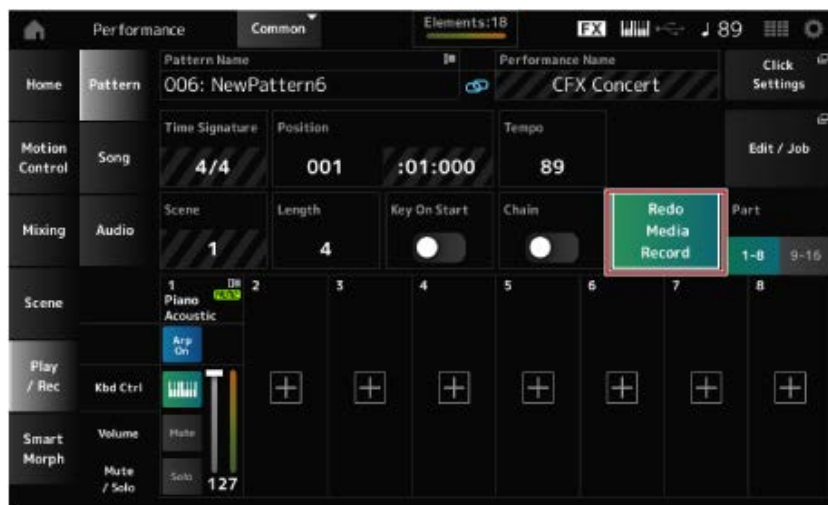 Performance
Common
Elements:18
FX
♩ 89
Home
Pattern
Pattern Name
006: NewPattern6
Performance Name
CFX Concert
Click
Settings
Motion
Control
Song
Time Signature
4/4
Position
001
:01:000
Tempo
89
Edit / Job
Mixing
Audio
Scene
1
Length
4
Key On Start
Chain
Redo
Media
Record
Part
1-8
9-16
Scene
1
Piano
Acoustic
2
3
4
5
6
7
8
Arp
On
Play
/ Rec
Kbd Ctrl
Smart
Morph
Volume
Mute
Mute
/ Solo
Solo
127